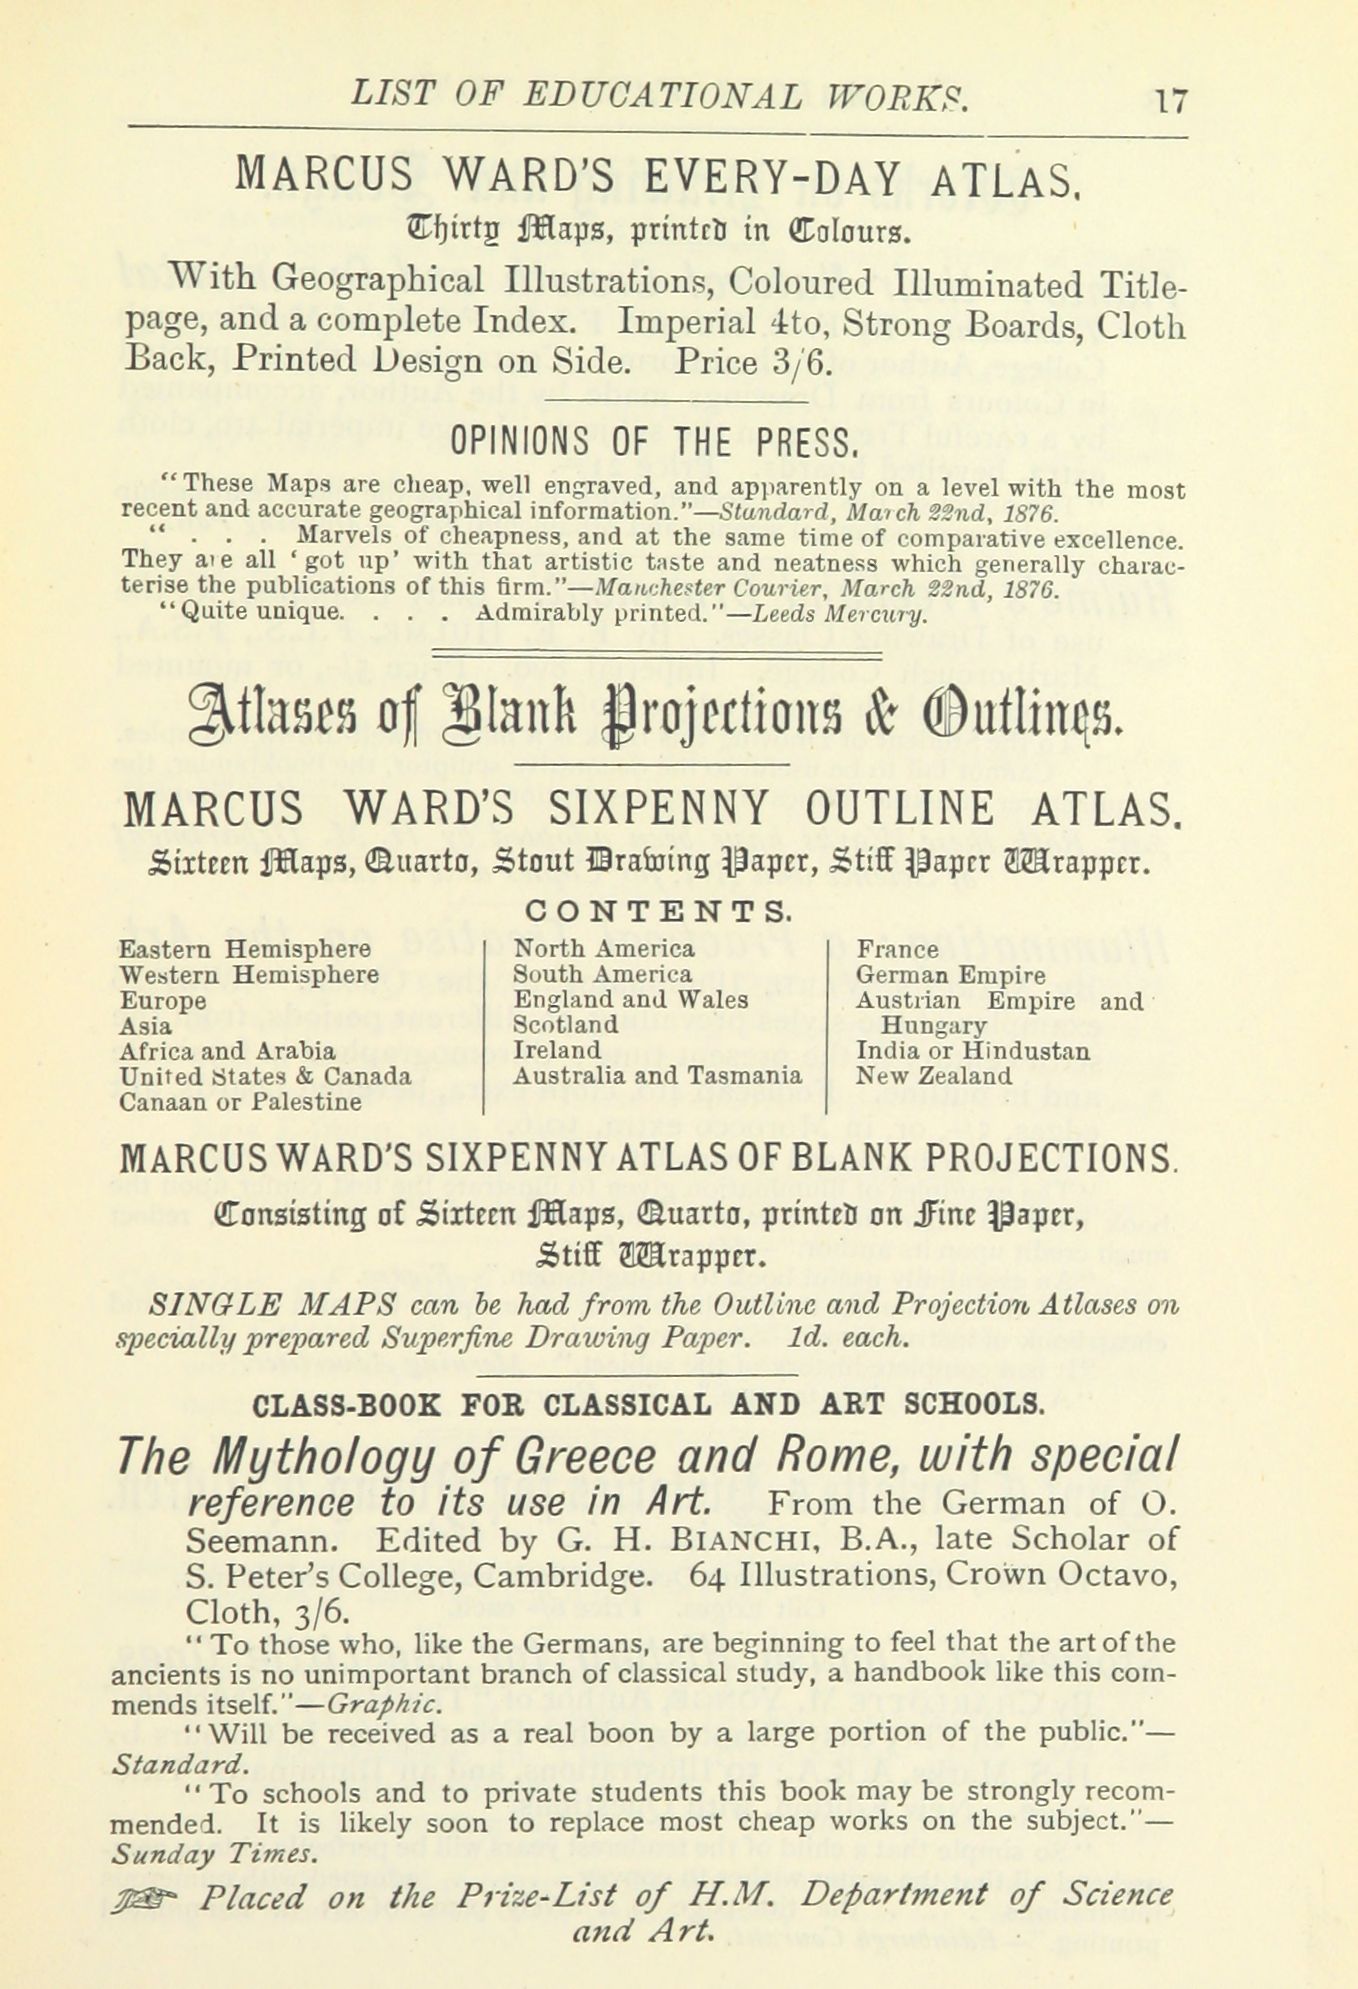 LIST OF EDUCATIONAL WORKS. 17
MARCUS WARD'S EVERY-DAY ATLAS.
Thirty Maps, printed in Colours.
With Geographical Illustrations, Coloured Illuminated Title-
page, and a complete Index. Imperial 4to, Strong Boards, Cloth
Back, Printed Design on Side. Price 3/6.
OPINIONS OF THE PRESS.
"These Maps are cheap, well engraved, and apparently on a level with the most
recent and accurate geographical information."—Standard, March 22nd, 1876.
" . . . Marvels of cheapness, and at the same time of comparative excellence.
They are all 'got up' with that artistic taste and neatness which generally charac-
terise the publications of this firm."—Manchester Courier, March 22nd, 1876.
"Quite unique. . . . Admirably printed."—Leeds Mercury.
Atlases of Blank Projections & Outlines.
MARCUS WARD'S SIXPENNY OUTLINE ATLAS.
Sixteen Maps, Quarto, Stout Drawing Paper, Stiff Paper Wrapper.
CONTENTS.
Eastern Hemisphere
Western Hemisphere
Europe
Asia
Africa and Arabia
United States & Canada
Canaan or Palestine
North America
South America
England and Wales
Scotland
Ireland
Australia and Tasmania
France
German Empire
Austrian Empire and
Hungary
India or Hindustan
New Zealand
MARCUS WARD'S SIXPENNY ATLAS OF BLANK PROJECTIONS.
Consisting of Sixteen Maps, Quarto, printed on Fine Paper,
Stiff Wrapper.
SINGLE MAPS can be had from the Outline and Projection Atlases on
specially prepared Superfine Drawing Paper. 1d. each.
CLASS-BOOK FOR CLASSICAL AND ART SCHOOLS.
The Mythology of Greece and Rome, with special
reference to its use in Art. From the German of O.
Seemann. Edited by G. H. BIANCHI, B.A., late Scholar of
S. Peter's College, Cambridge. 64 Illustrations, Crown Octavo,
Cloth, 3/6.
"To those who, like the Germans, are beginning to feel that the art of the
ancients is no unimportant branch of classical study, a handbook like this com-
mends itself."—Graphic.
"Will be received as a real boon by a large portion of the public."—
Standard.
"To schools and to private students this book may be strongly recom-
mended. It is likely soon to replace most cheap works on the subject."—
Sunday Times.
☞ Placed on the Prize-List of H.M. Department of Science
and Art.